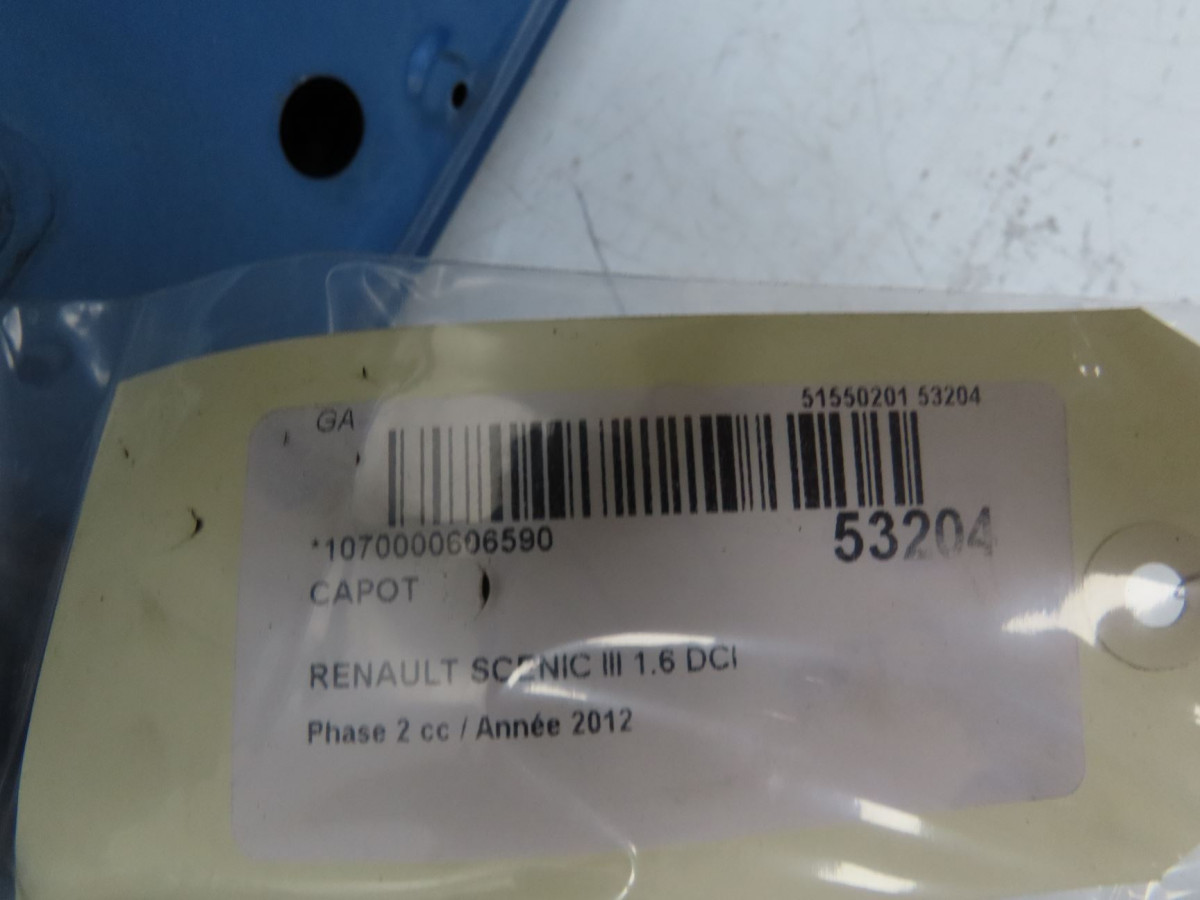 GA
51550201 53204
*1070000606590
53204
CAPOT
RENAULT SCENIC III 1.6 DCI
Phase 2 cc / Année 2012